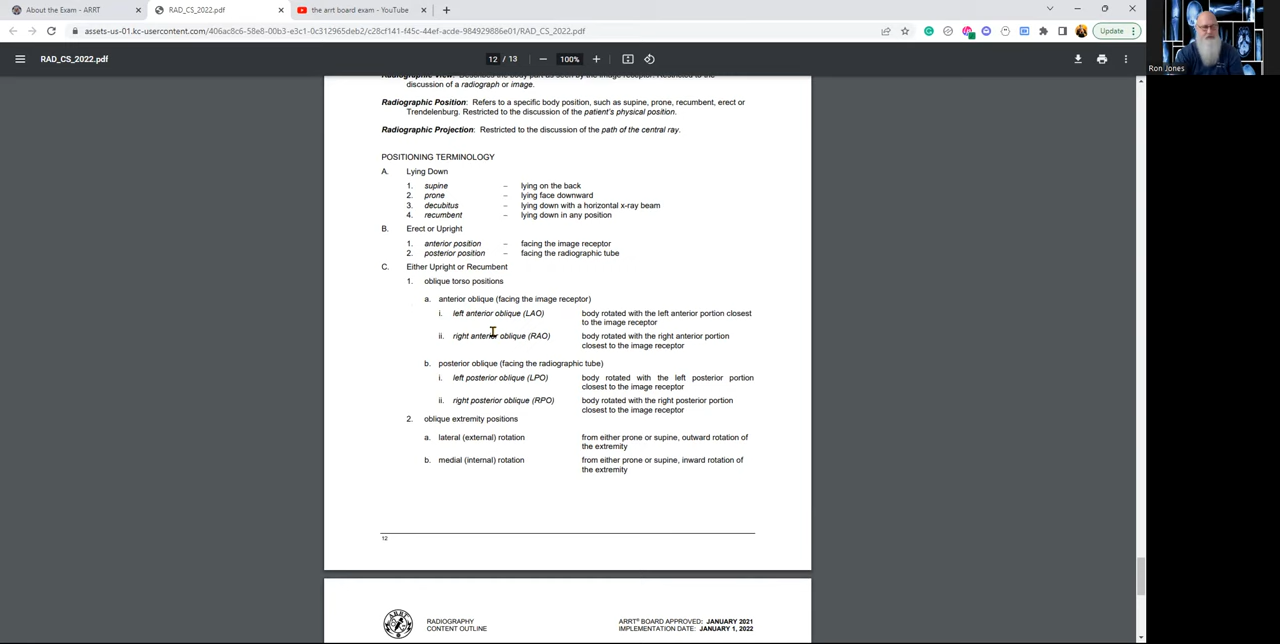 About the Exam - ARRT
RAD_CS_2022.pdf
the arrt board exam - YouTube
assets-us-01.kc-usercontent.com/406ac8c6-58e8-00b3-e3c1-0c312965deb2/c28cf141-f45c-44ef-acde-984929c9886e01/RAD_CS_2022.pdf
Update
RAD_CS_2022.pdf
12 / 13
100%
Ron Jones
discussion of a radiograph or image.
Radiographic Position: Refers to a specific body position, such as supine, prone, recumbent, erect or
Trendelenburg. Restricted to the discussion of the patient's physical position.
Radiographic Projection: Restricted to the discussion of the path of the central ray.
POSITIONING TERMINOLOGY
A. Lying Down
1. supine – lying on the back
2. prone – lying face downward
3. decubitus – lying down with a horizontal x-ray beam
4. recumbent – lying down in any position
B. Erect or Upright
1. anterior position – facing the image receptor
2. posterior position – facing the radiographic tube
C. Either Upright or Recumbent
1. oblique torso positions
a. anterior oblique (facing the image receptor)
i. left anterior oblique (LAO) body rotated with the left anterior portion closest
to the image receptor
ii. right anterior oblique (RAO) body rotated with the right anterior portion
closest to the image receptor
b. posterior oblique (facing the radiographic tube)
i. left posterior oblique (LPO) body rotated with the left posterior portion
closest to the image receptor
ii. right posterior oblique (RPO) body rotated with the right posterior portion
closest to the image receptor
2. oblique extremity positions
a. lateral (external) rotation from either prone or supine, outward rotation of
the extremity
b. medial (internal) rotation from either prone or supine, inward rotation of
the extremity
12
ARRT
RADIOGRAPHY ARRT® BOARD APPROVED: JANUARY 2021
CONTENT OUTLINE IMPLEMENTATION DATE: JANUARY 1, 2022